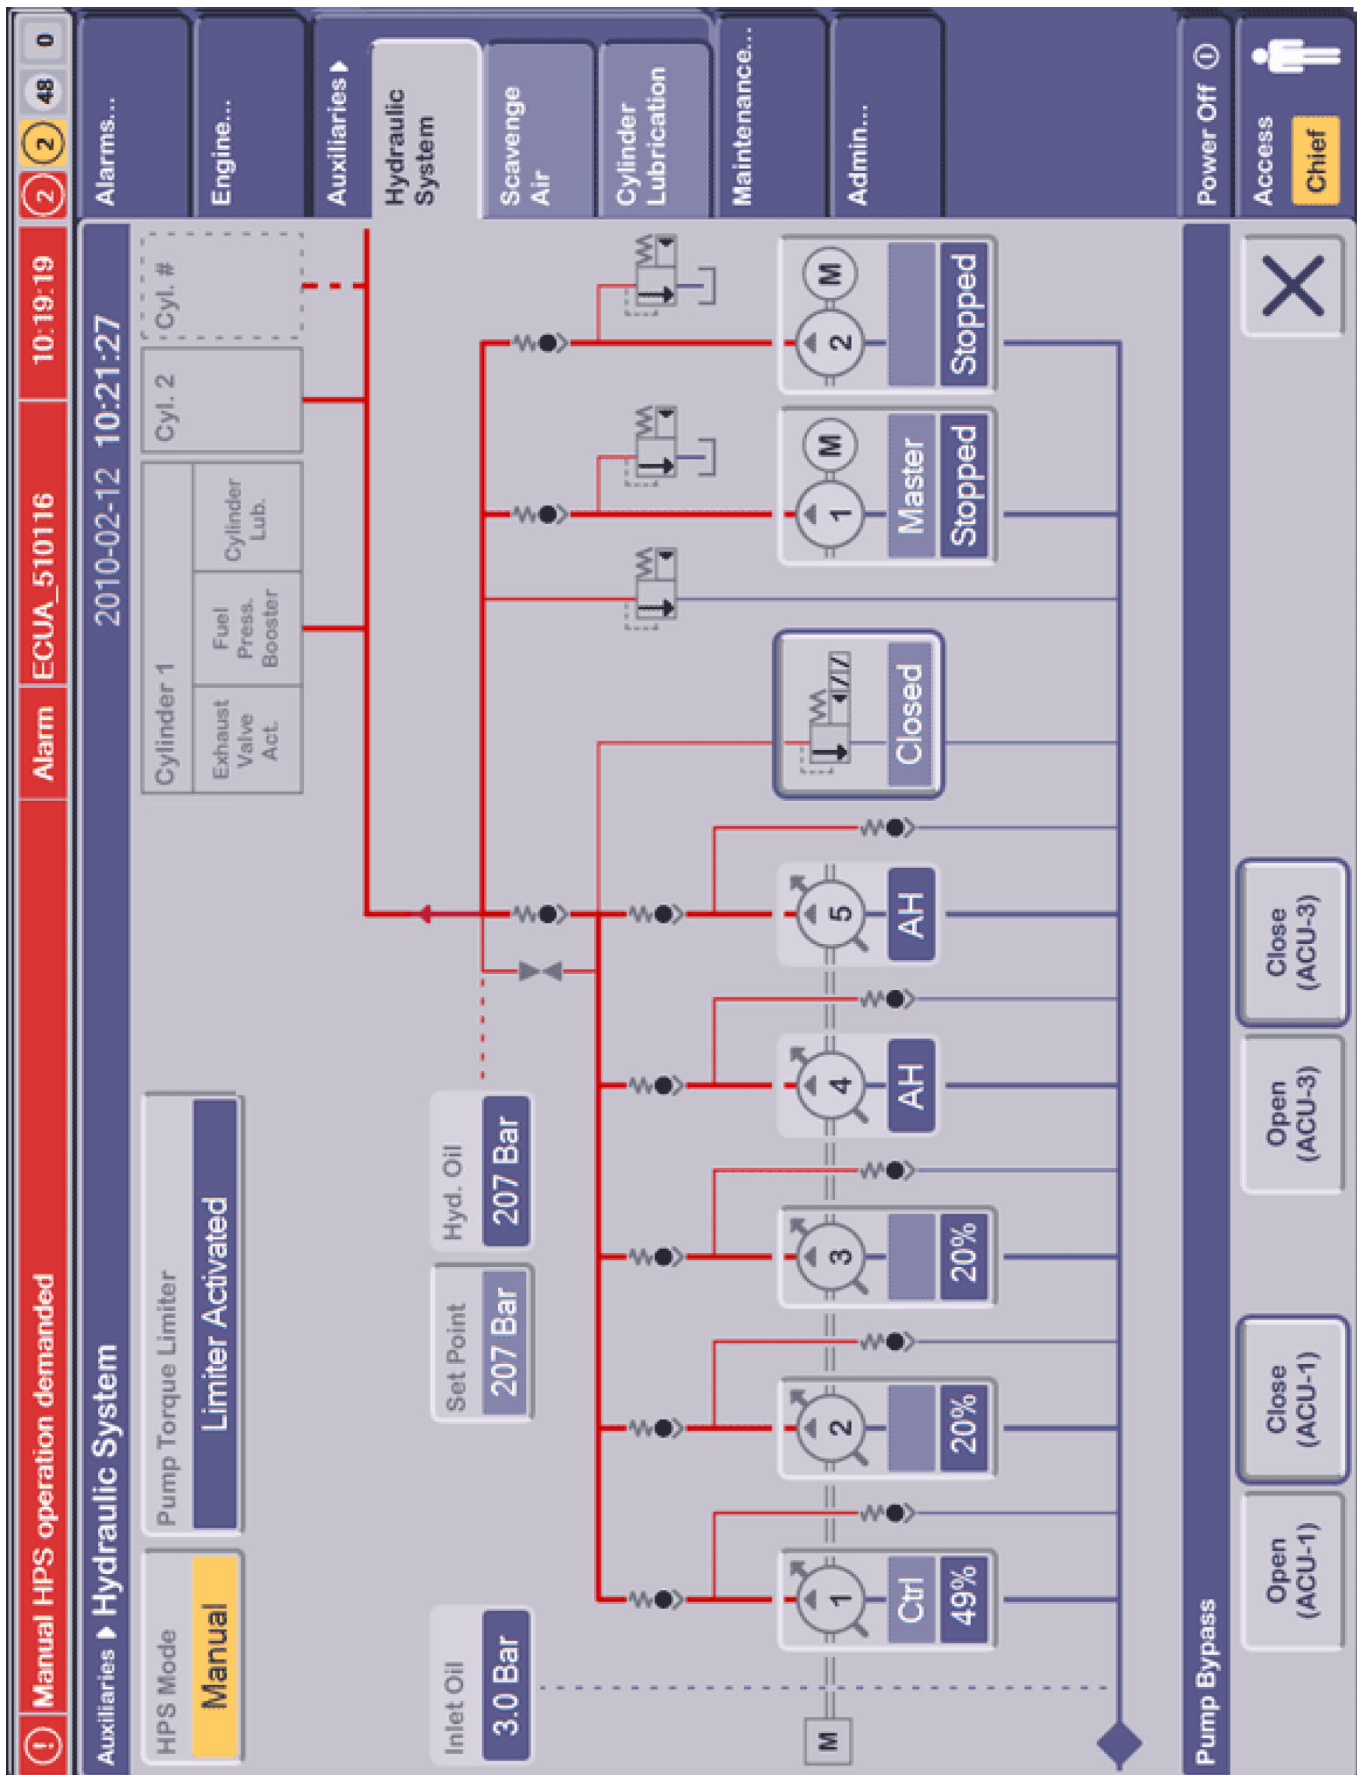 ! Manual HPS operation demanded Alarm ECUA_510116 10:19:19 2 2 48 0
Auxiliaries ▶ Hydraulic System 2010-02-12 10:21:27
HPS Mode
Manual
Pump Torque Limiter
Limiter Activated
Cylinder 1
Exhaust
Valve
Act.
Fuel
Press.
Booster
Cylinder
Lub.
Cyl. 2
Cyl. #
Inlet Oil
3.0 Bar
Set Point
207 Bar
Hyd. Oil
207 Bar
M
1
Ctrl
49%
2
20%
3
20%
4
AH
5
AH
Closed
1 M
Master
Stopped
2 M
Stopped
Pump Bypass
Open
(ACU-1)
Close
(ACU-1)
Open
(ACU-3)
Close
(ACU-3)
Alarms...
Engine...
Auxiliaries ▶
Hydraulic
System
Scavenge
Air
Cylinder
Lubrication
Maintenance...
Admin...
Power Off
Access
Chief